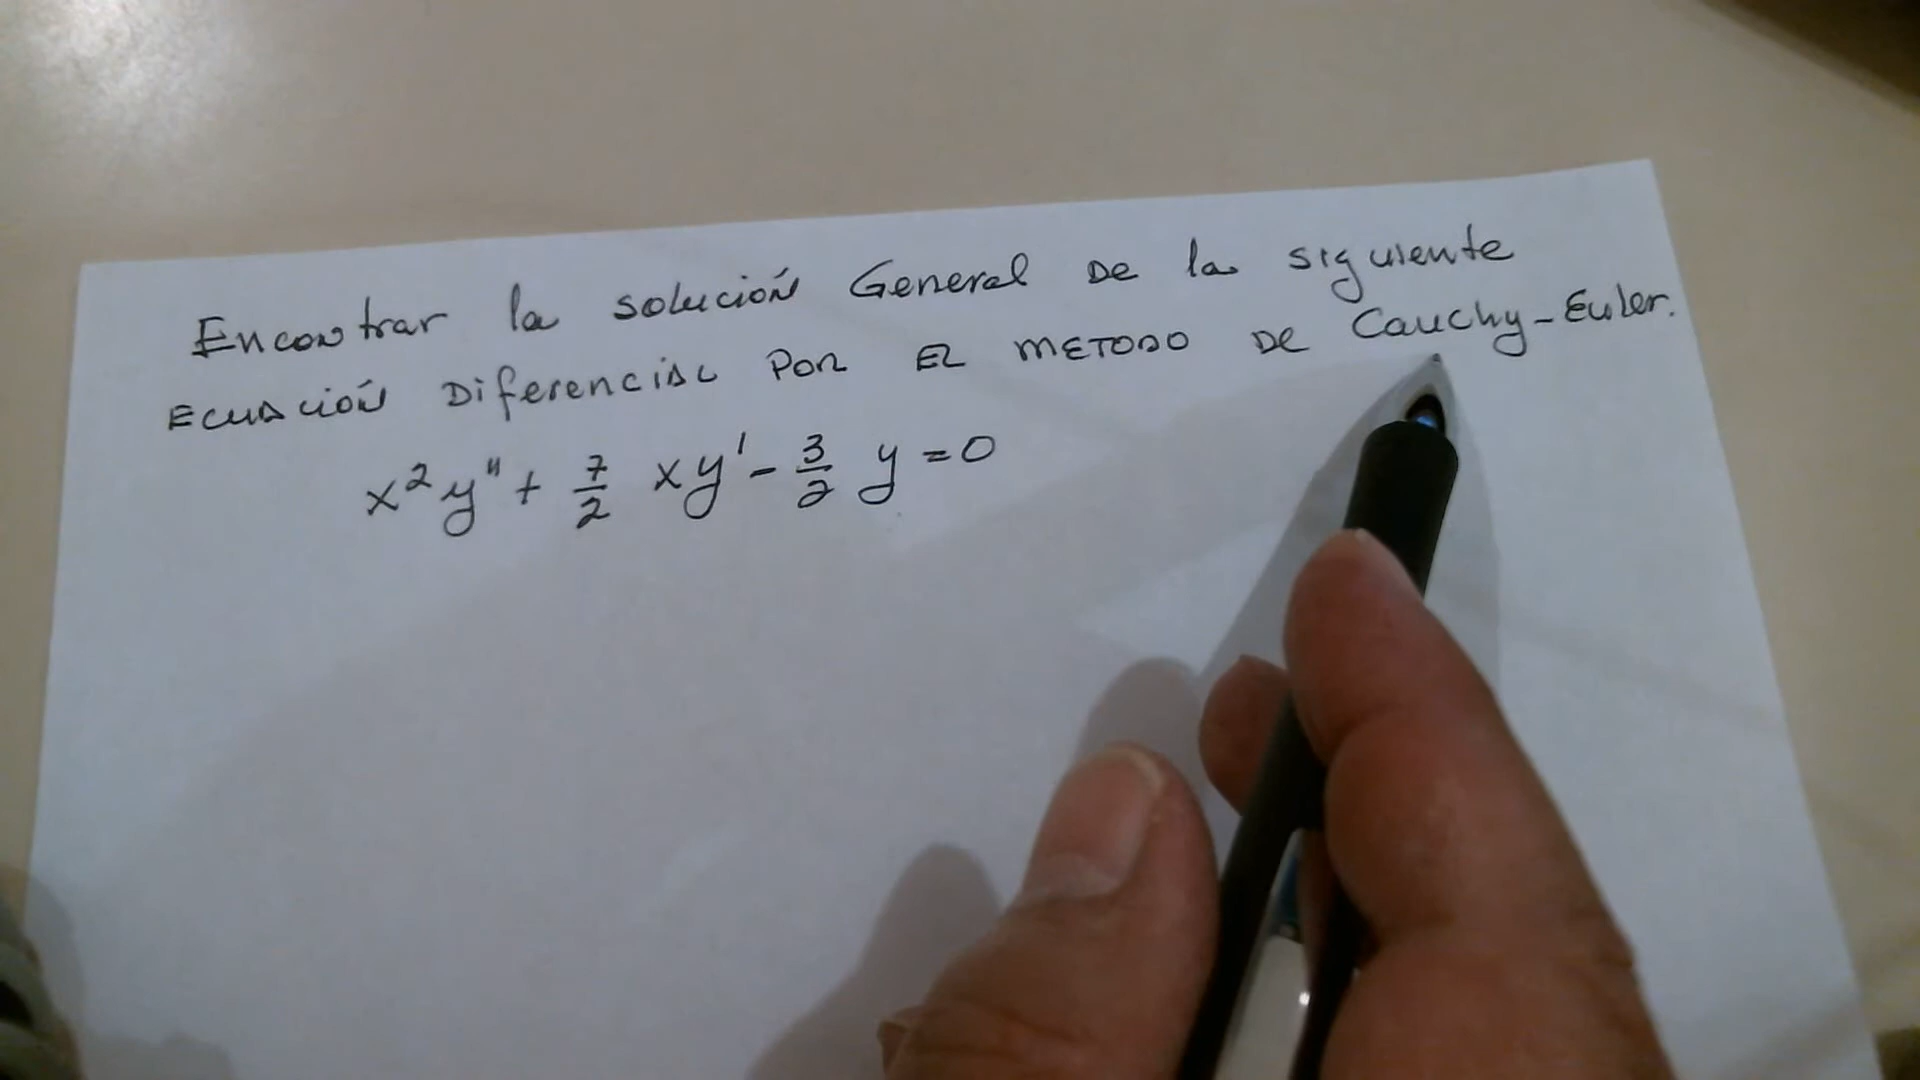 Encontrar la solución General De la siguiente
Ecuación Diferencial Por El metodo De Cauchy-Euler.
x²y" + 7/2 xy' - 3/2 y = 0